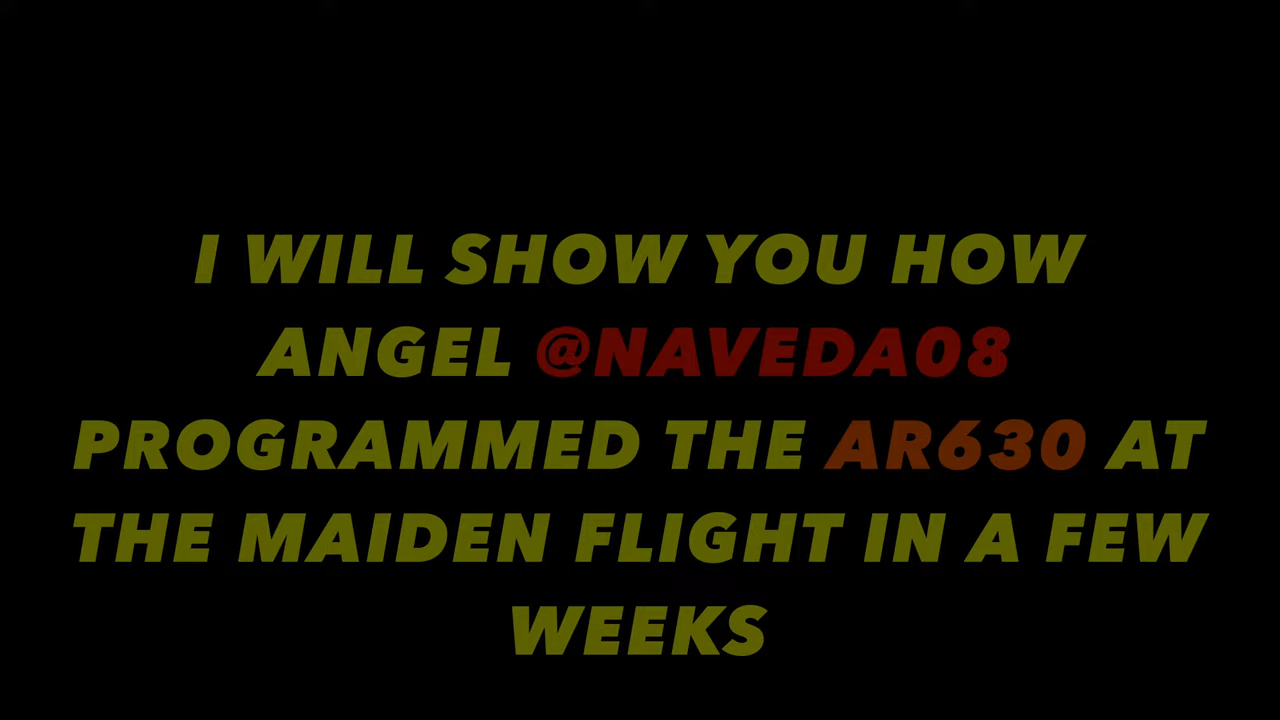 I WILL SHOW YOU HOW
ANGEL @NAVEDA08
PROGRAMMED THE AR630 AT
THE MAIDEN FLIGHT IN A FEW
WEEKS